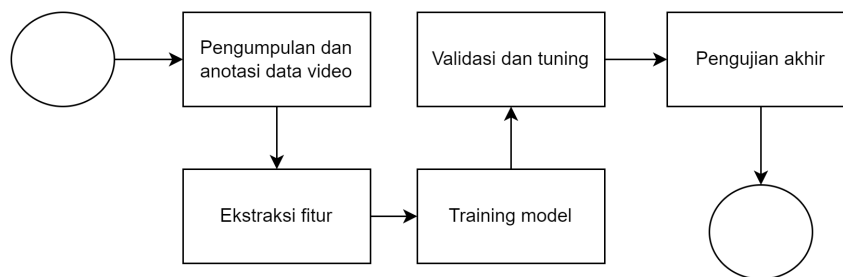 Pengumpulan dan
anotasi data video
Ekstraksi fitur
Training model
Validasi dan tuning
Pengujian akhir